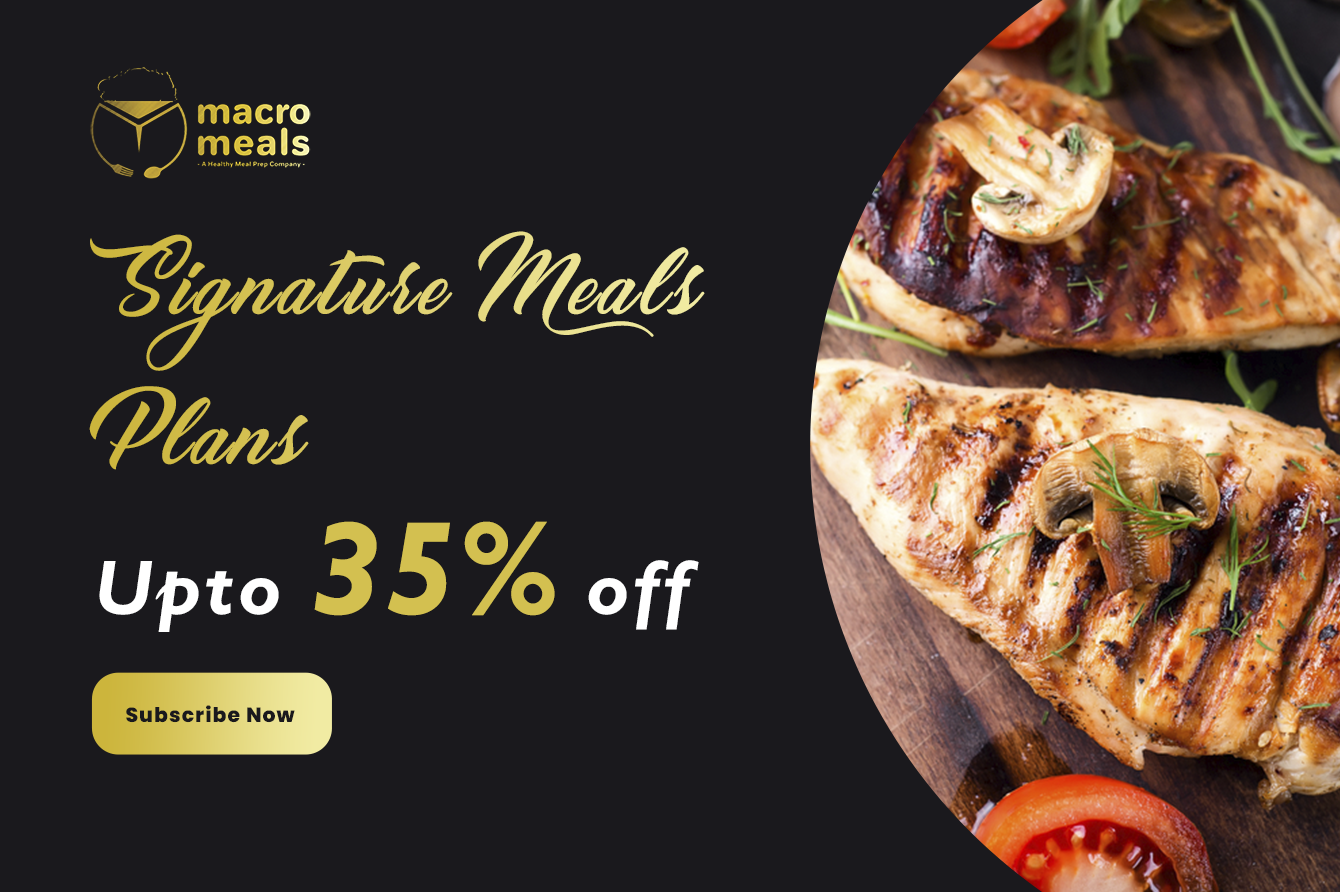 macro
meals
- A Healthy Meal Prep Company -
Signature Meals
Plans
Upto 35% off
Subscribe Now